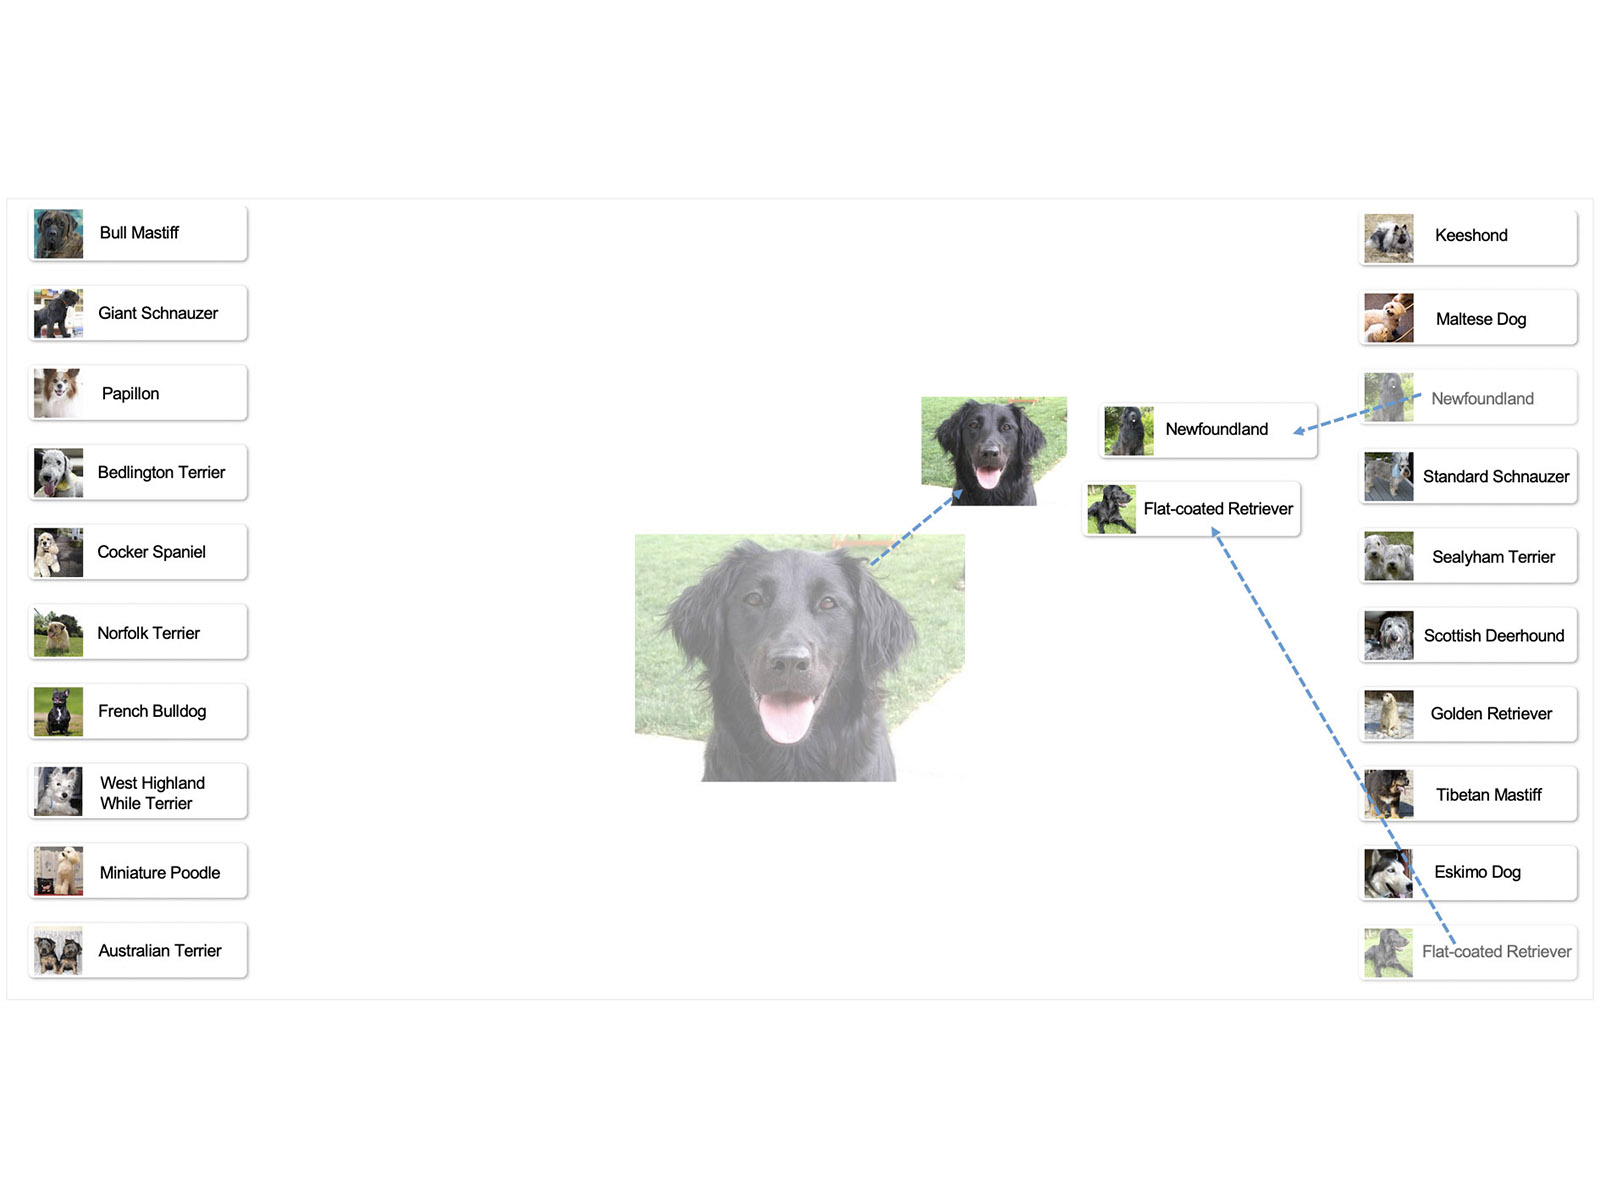 Bull Mastiff
Giant Schnauzer
Papillon
Bedlington Terrier
Cocker Spaniel
Norfolk Terrier
French Bulldog
West Highland
While Terrier
Miniature Poodle
Australian Terrier
Newfoundland
Flat-coated Retriever
Keeshond
Maltese Dog
Newfoundland
Standard Schnauzer
Sealyham Terrier
Scottish Deerhound
Golden Retriever
Tibetan Mastiff
Eskimo Dog
Flat-coated Retriever